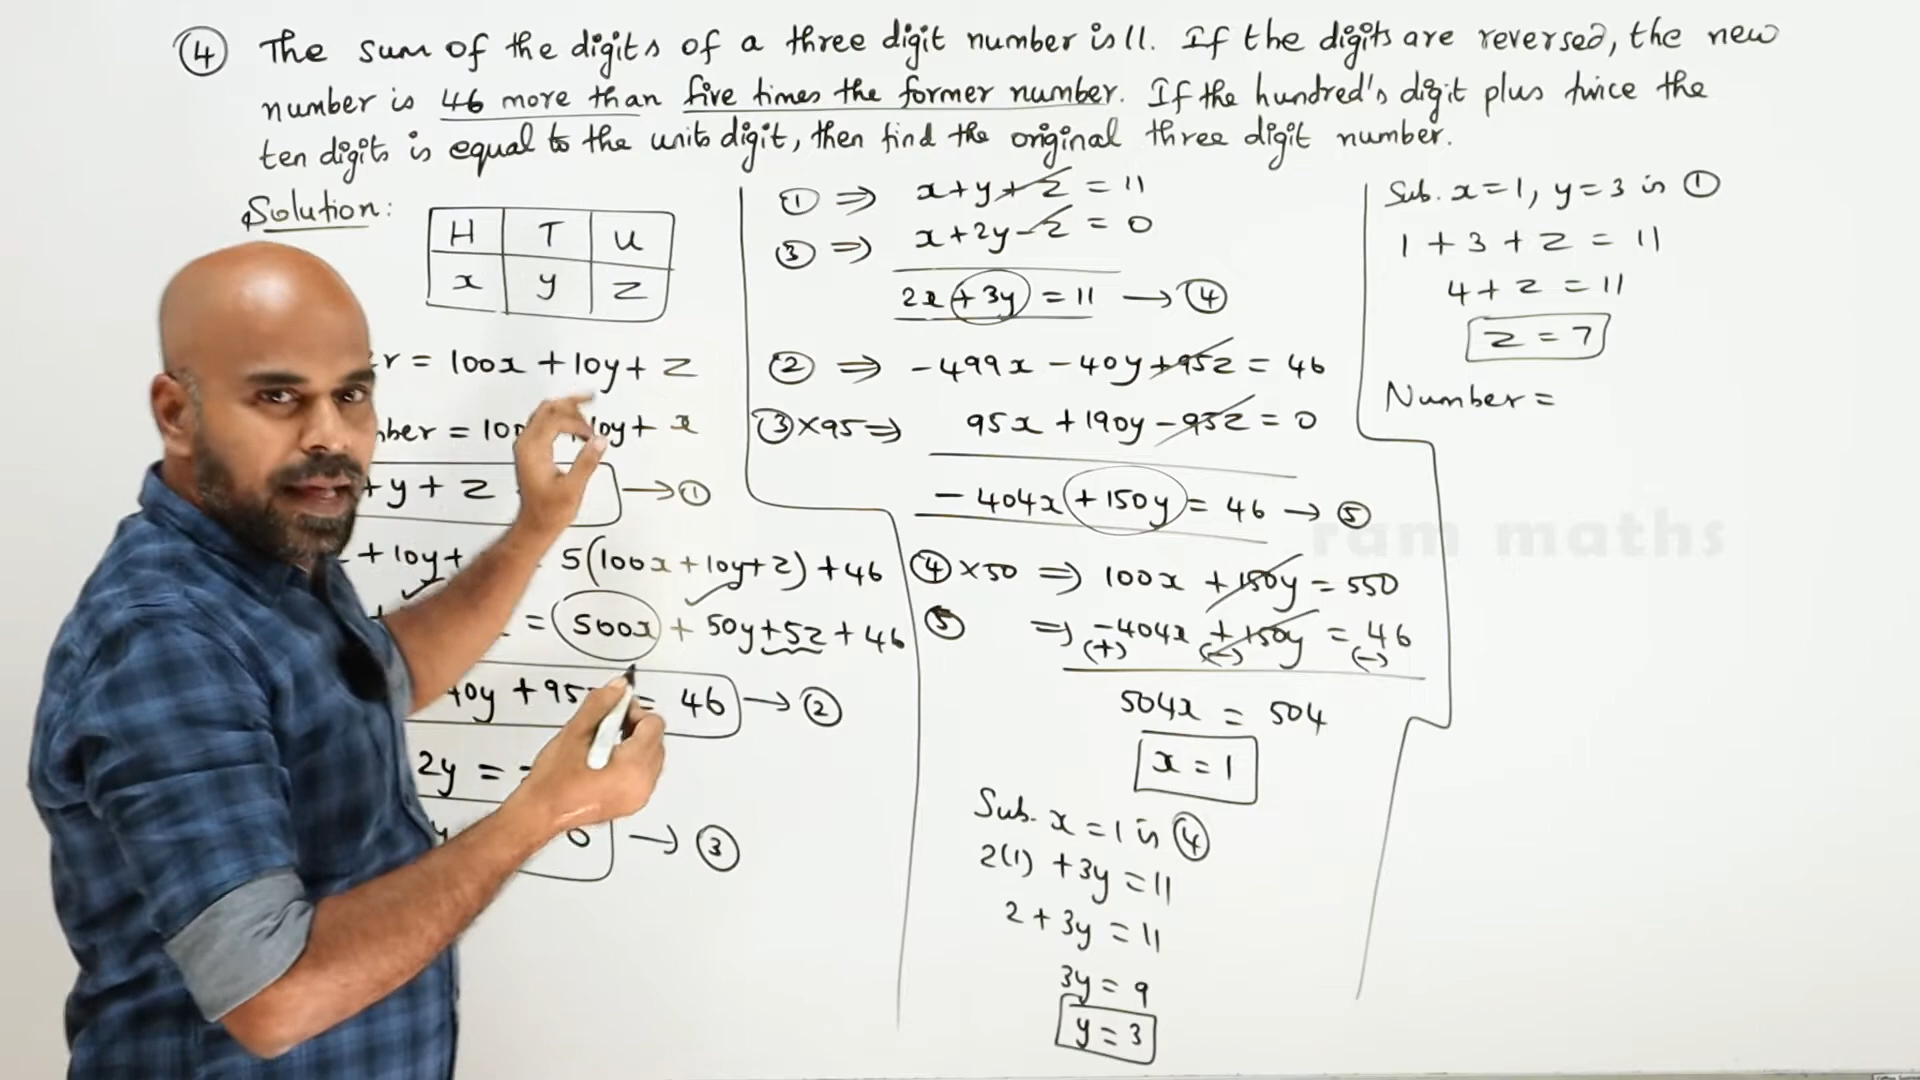 ④ The sum of the digits of a three digit number is 11. If the digits are reversed, the new
number is 46 more than five times the former number. If the hundred's digit plus twice the
ten digits is equal to the units digit, then find the original three digit number.
Solution:
H T U
x y z
r = 100x + 10y + z
ber = 10 10y + x
+ y + z → ①
+ 10y + 5(100x + 10y + z) + 46
= 500x + 50y + 5z + 46
40y + 95 = 46 → ②
2y =
0 → ③
① ⇒ x + y + z = 11
③ ⇒ x + 2y - z = 0
2x + 3y = 11 → ④
② ⇒ -499x - 40y + 95z = 46
③ × 95 ⇒ 95x + 190y - 95z = 0
- 404x + 150y = 46 → ⑤
④ × 50 ⇒ 100x + 150y = 550
⑤ ⇒ -404x + 150y = 46
(+) (-) (-)
504x = 504
x = 1
Sub. x = 1 in ④
2(1) + 3y = 11
2 + 3y = 11
3y = 9
y = 3
Sub. x = 1, y = 3 in ①
1 + 3 + z = 11
4 + z = 11
z = 7
Number =
ram maths